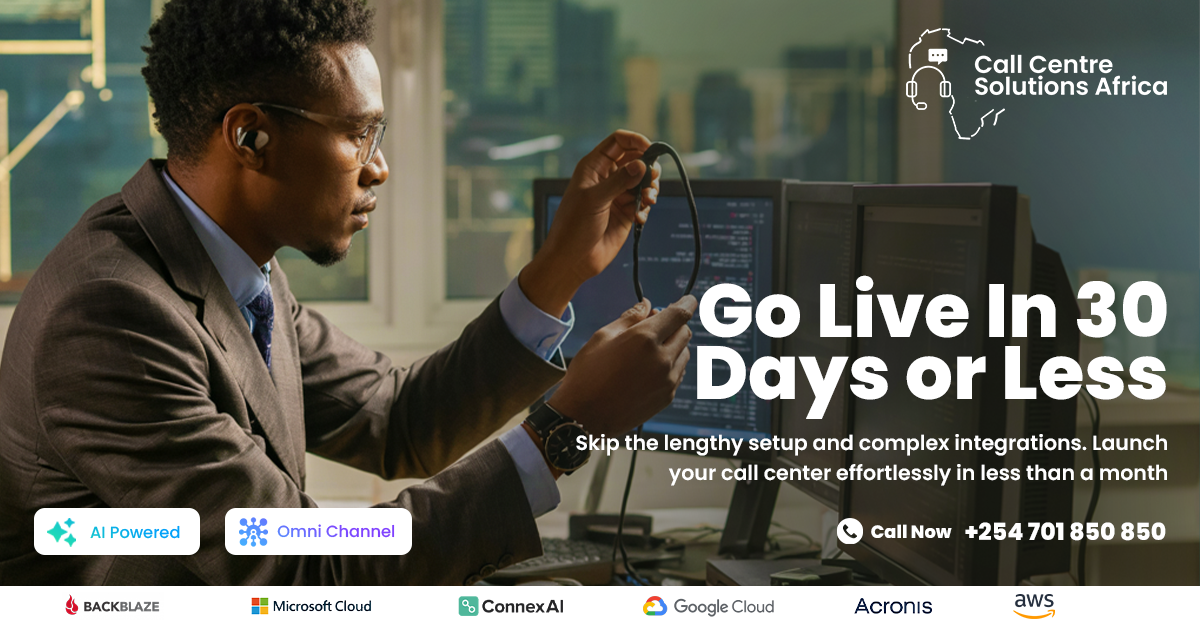 Call Centre
Solutions Africa
Go Live In 30
Days or Less
Skip the lengthy setup and complex integrations. Launch
your call center effortlessly in less than a month
AI Powered
Omni Channel
Call Now +254 701 850 850
BACKBLAZE
Microsoft Cloud
ConnexAI
Google Cloud
Acronis
aws